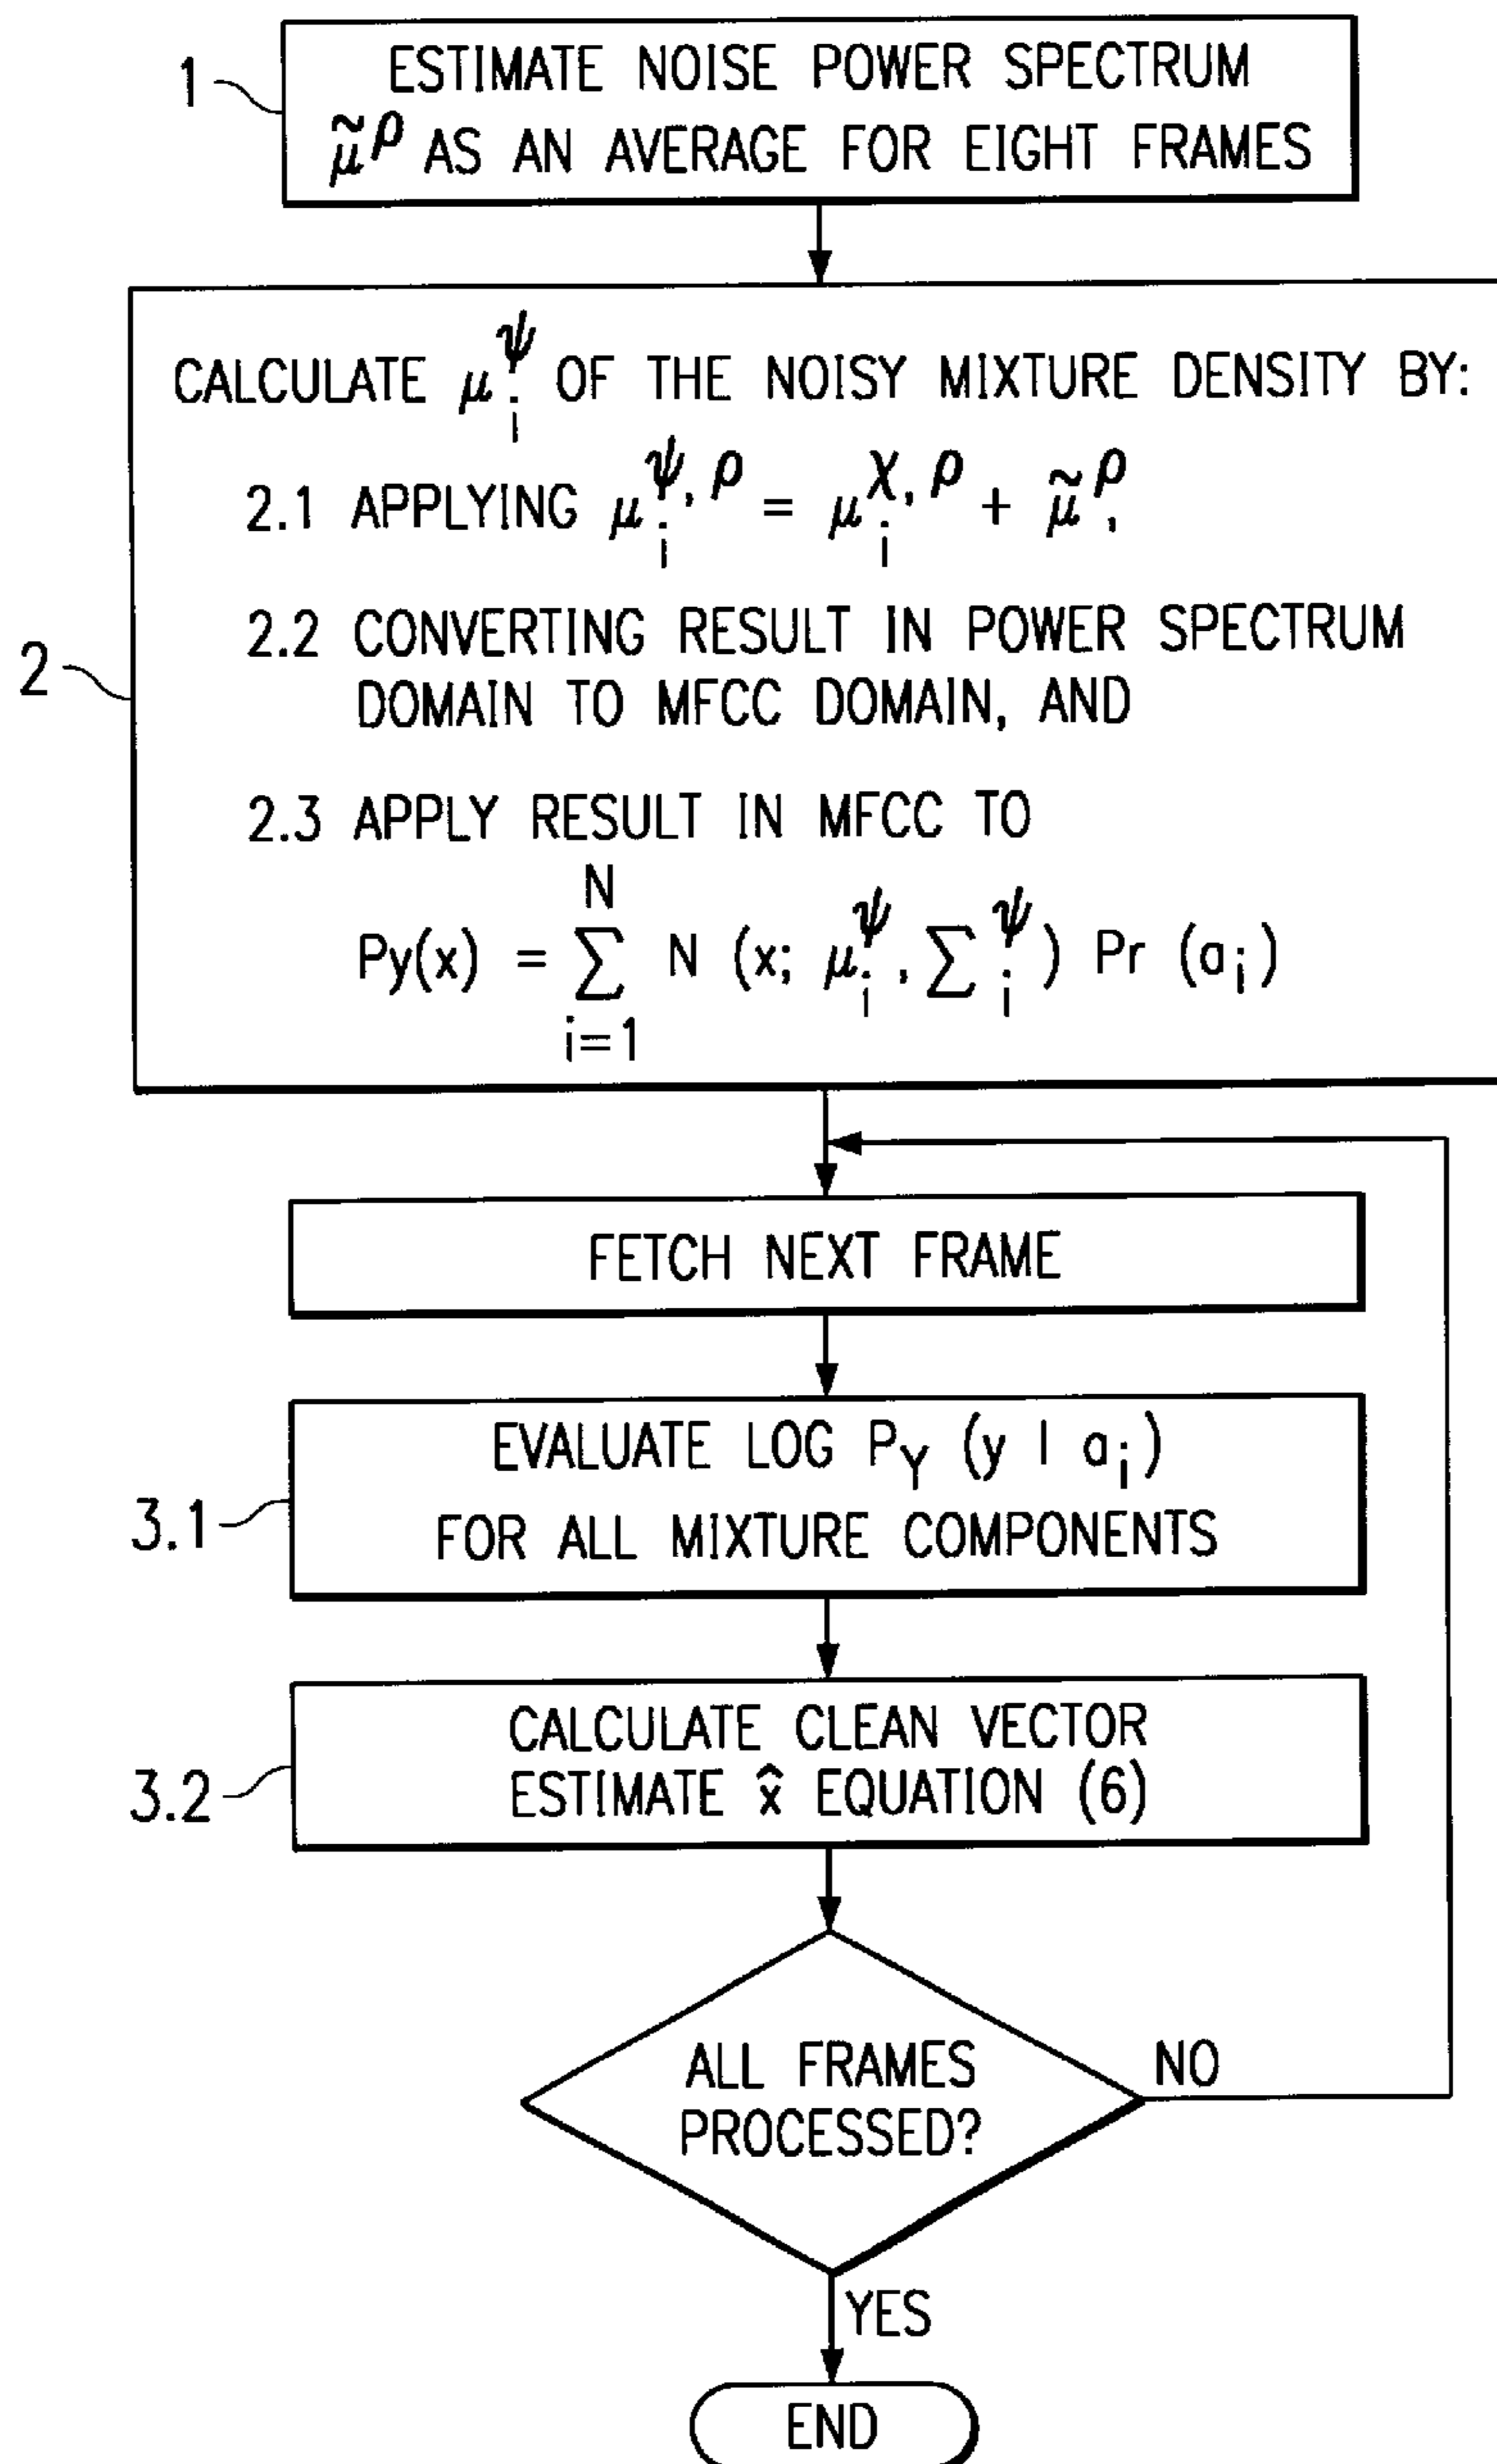 1
ESTIMATE NOISE POWER SPECTRUM
μ̃^ρ AS AN AVERAGE FOR EIGHT FRAMES
2
CALCULATE μ_i^ψ OF THE NOISY MIXTURE DENSITY BY:
2.1 APPLYING μ_i^ψ,ρ = μ_i^χ,ρ + μ̃^ρ,
2.2 CONVERTING RESULT IN POWER SPECTRUM
DOMAIN TO MFCC DOMAIN, AND
2.3 APPLY RESULT IN MFCC TO
N
Py(x) = ∑ N (x; μ_i^ψ, ∑_i^ψ) Pr (a_i)
i=1
FETCH NEXT FRAME
EVALUATE LOG P_Y (y | a_i)
3.1
FOR ALL MIXTURE COMPONENTS
CALCULATE CLEAN VECTOR
3.2
ESTIMATE x̂ EQUATION (6)
ALL FRAMES
PROCESSED?
NO
YES
END